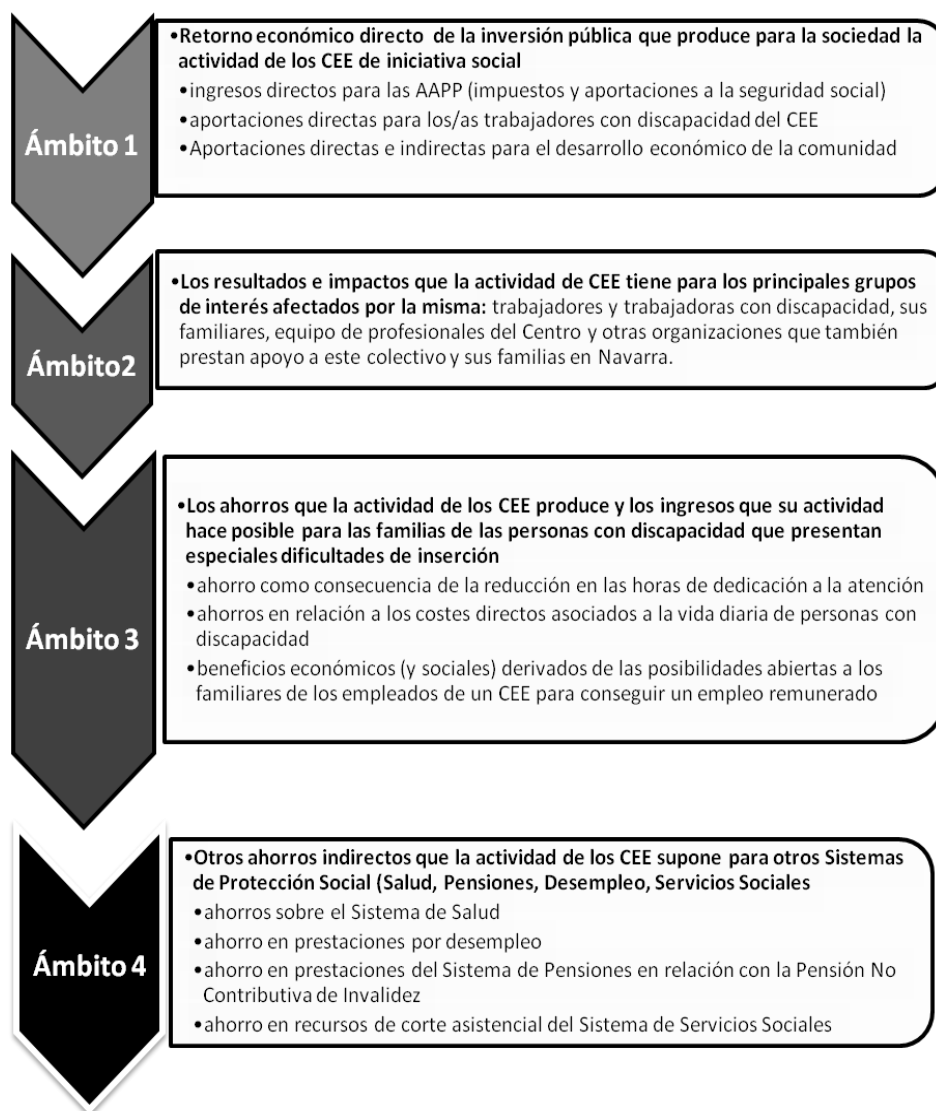 Ámbito 1
•Retorno económico directo de la inversión pública que produce para la sociedad la
actividad de los CEE de iniciativa social
•ingresos directos para las AAPP (impuestos y aportaciones a la seguridad social)
•aportaciones directas para los/as trabajadores con discapacidad del CEE
•Aportaciones directas e indirectas para el desarrollo económico de la comunidad
Ámbito2
•Los resultados e impactos que la actividad de CEE tiene para los principales grupos
de interés afectados por la misma: trabajadores y trabajadoras con discapacidad, sus
familiares, equipo de profesionales del Centro y otras organizaciones que también
prestan apoyo a este colectivo y sus familias en Navarra.
Ámbito 3
•Los ahorros que la actividad de los CEE produce y los ingresos que su actividad
hace posible para las familias de las personas con discapacidad que presentan
especiales dificultades de inserción
•ahorro como consecuencia de la reducción en las horas de dedicación a la atención
•ahorros en relación a los costes directos asociados a la vida diaria de personas con
discapacidad
•beneficios económicos (y sociales) derivados de las posibilidades abiertas a los
familiares de los empleados de un CEE para conseguir un empleo remunerado
Ámbito 4
•Otros ahorros indirectos que la actividad de los CEE supone para otros Sistemas
de Protección Social (Salud, Pensiones, Desempleo, Servicios Sociales
•ahorros sobre el Sistema de Salud
•ahorro en prestaciones por desempleo
•ahorro en prestaciones del Sistema de Pensiones en relación con la Pensión No
Contributiva de Invalidez
•ahorro en recursos de corte asistencial del Sistema de Servicios Sociales